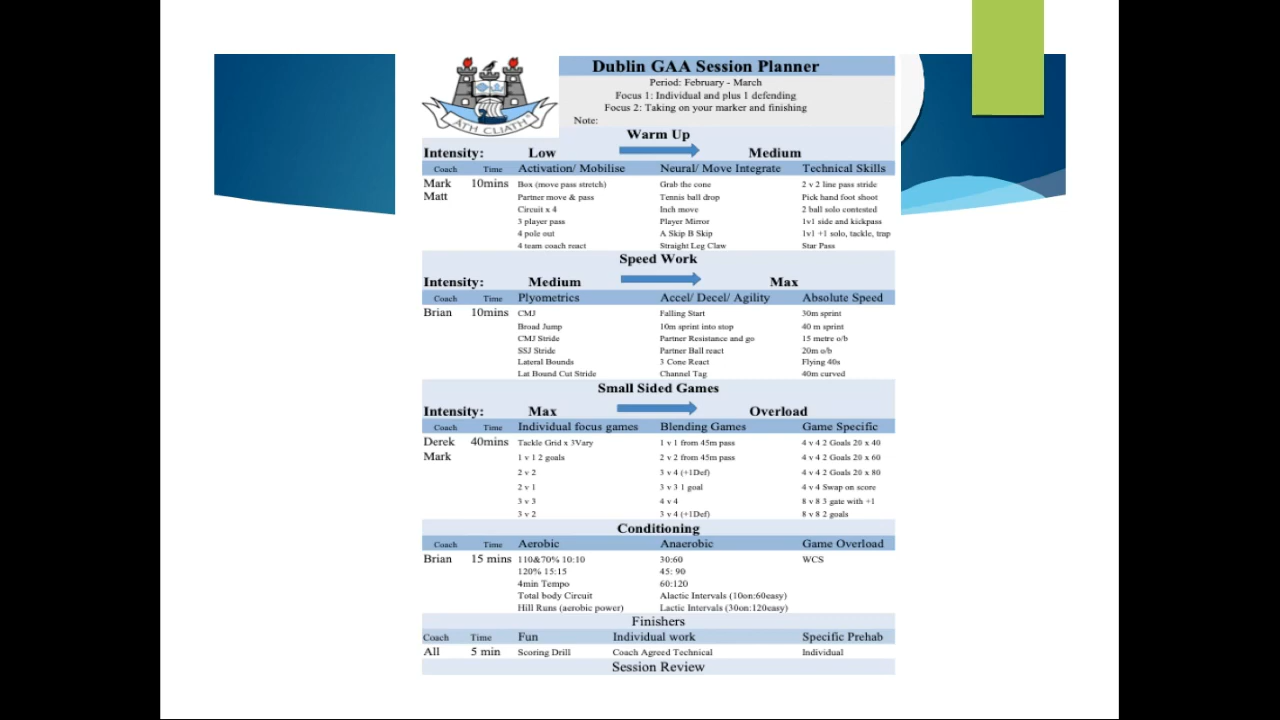 Dublin GAA Session Planner
Period: February - March
Focus 1: Individual and plus 1 defending
Focus 2: Taking on your marker and finishing
Note:
ATH CLIATH
Warm Up
Intensity: Low Medium
Coach Time Activation/ Mobilise Neural/ Move Integrate Technical Skills
Mark 10mins Box (move pass stretch) Grab the cone 2 v 2 line pass stride
Matt Partner move & pass Tennis ball drop Pick hand foot shoot
Circuit x 4 Inch move 2 ball solo contested
3 player pass Player Mirror 1v1 side and kickpass
4 pole out A Skip B Skip 1v1 +1 solo, tackle, trap
4 team coach react Straight Leg Claw Star Pass
Speed Work
Intensity: Medium Max
Coach Time Plyometrics Accel/ Decel/ Agility Absolute Speed
Brian 10mins CMJ Falling Start 30m sprint
Broad Jump 10m sprint into stop 40 m sprint
CMJ Stride Partner Resistance and go 15 metre o/b
SSJ Stride Partner Ball react 20m o/b
Lateral Bounds 3 Cone React Flying 40s
Lat Bound Cut Stride Channel Tag 40m curved
Small Sided Games
Intensity: Max Overload
Coach Time Individual focus games Blending Games Game Specific
Derek 40mins Tackle Grid x 3Vary 1 v 1 from 45m pass 4 v 4 2 Goals 20 x 40
Mark 1 v 1 2 goals 2 v 2 from 45m pass 4 v 4 2 Goals 20 x 60
2 v 2 3 v 4 (+1Def) 4 v 4 2 Goals 20 x 80
2 v 1 3 v 3 1 goal 4 v 4 Swap on score
3 v 3 4 v 4 8 v 8 3 gate with +1
3 v 2 3 v 4 (+1Def) 8 v 8 2 goals
Conditioning
Coach Time Aerobic Anaerobic Game Overload
Brian 15 mins 110&70% 10:10 30:60 WCS
120% 15:15 45: 90
4min Tempo 60:120
Total body Circuit Alactic Intervals (10on:60easy)
Hill Runs (aerobic power) Lactic Intervals (30on:120easy)
Finishers
Coach Time Fun Individual work Specific Prehab
All 5 min Scoring Drill Coach Agreed Technical Individual
Session Review